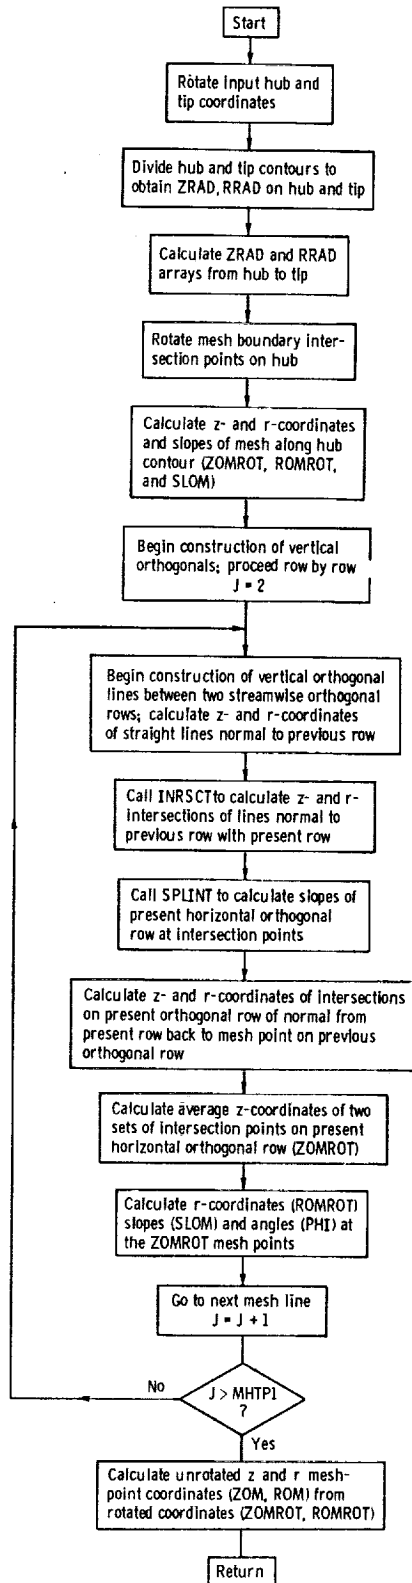 Start
Rotate input hub and
tip coordinates
Divide hub and tip contours to
obtain ZRAD, RRAD on hub and tip
Calculate ZRAD and RRAD
arrays from hub to tip
Rotate mesh boundary inter-
section points on hub
Calculate z- and r-coordinates
and slopes of mesh along hub
contour (ZOMROT, ROMROT,
and SLOM)
Begin construction of vertical
orthogonals; proceed row by row
J = 2
Begin construction of vertical orthogonal
lines between two streamwise orthogonal
rows; calculate z- and r-coordinates
of straight lines normal to previous row
Call INRSCT to calculate z- and r-
intersections of lines normal to
previous row with present row
Call SPLINT to calculate slopes of
present horizontal orthogonal
row at intersection points
Calculate z- and r-coordinates of intersections
on present orthogonal row of normal from
present row back to mesh point on previous
orthogonal row
Calculate average z-coordinates of two
sets of intersection points on present
horizontal orthogonal row (ZOMROT)
Calculate r-coordinates (ROMROT)
slopes (SLOM) and angles (PHI) at
the ZOMROT mesh points
Go to next mesh line
J = J + 1
No
J > MHTP1
?
Yes
Calculate unrotated z and r mesh-
point coordinates (ZOM, ROM) from
rotated coordinates (ZOMROT, ROMROT)
Return